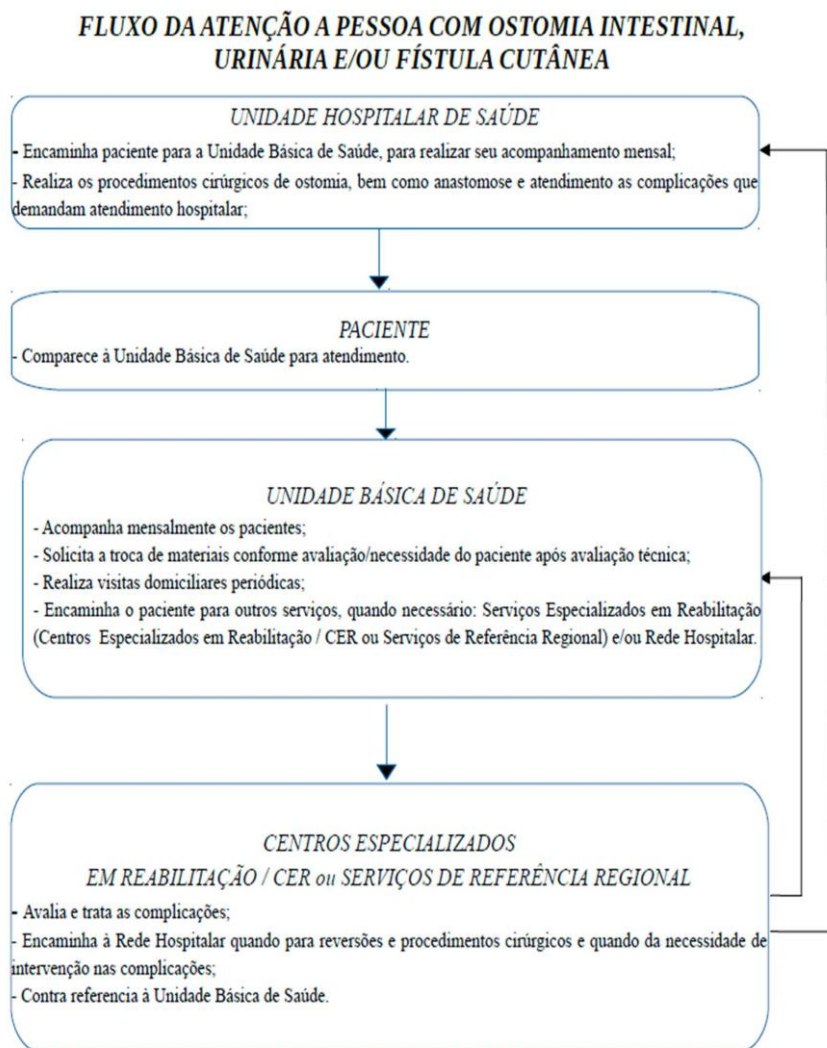 FLUXO DA ATENÇÃO A PESSOA COM OSTOMIA INTESTINAL,
URINÁRIA E/OU FÍSTULA CUTÂNEA
UNIDADE HOSPITALAR DE SAÚDE
- Encaminha paciente para a Unidade Básica de Saúde, para realizar seu acompanhamento mensal;
- Realiza os procedimentos cirúrgicos de ostomia, bem como anastomose e atendimento as complicações que
demandam atendimento hospitalar;
PACIENTE
- Comparece à Unidade Básica de Saúde para atendimento.
UNIDADE BÁSICA DE SAÚDE
- Acompanha mensalmente os pacientes;
- Solicita a troca de materiais conforme avaliação/necessidade do paciente após avaliação técnica;
- Realiza visitas domiciliares periódicas;
- Encaminha o paciente para outros serviços, quando necessário: Serviços Especializados em Reabilitação
(Centros Especializados em Reabilitação / CER ou Serviços de Referência Regional) e/ou Rede Hospitalar.
CENTROS ESPECIALIZADOS
EM REABILITAÇÃO / CER ou SERVIÇOS DE REFERÊNCIA REGIONAL
- Avalia e trata as complicações;
- Encaminha à Rede Hospitalar quando para reversões e procedimentos cirúrgicos e quando da necessidade de
intervenção nas complicações;
- Contra referencia à Unidade Básica de Saúde.